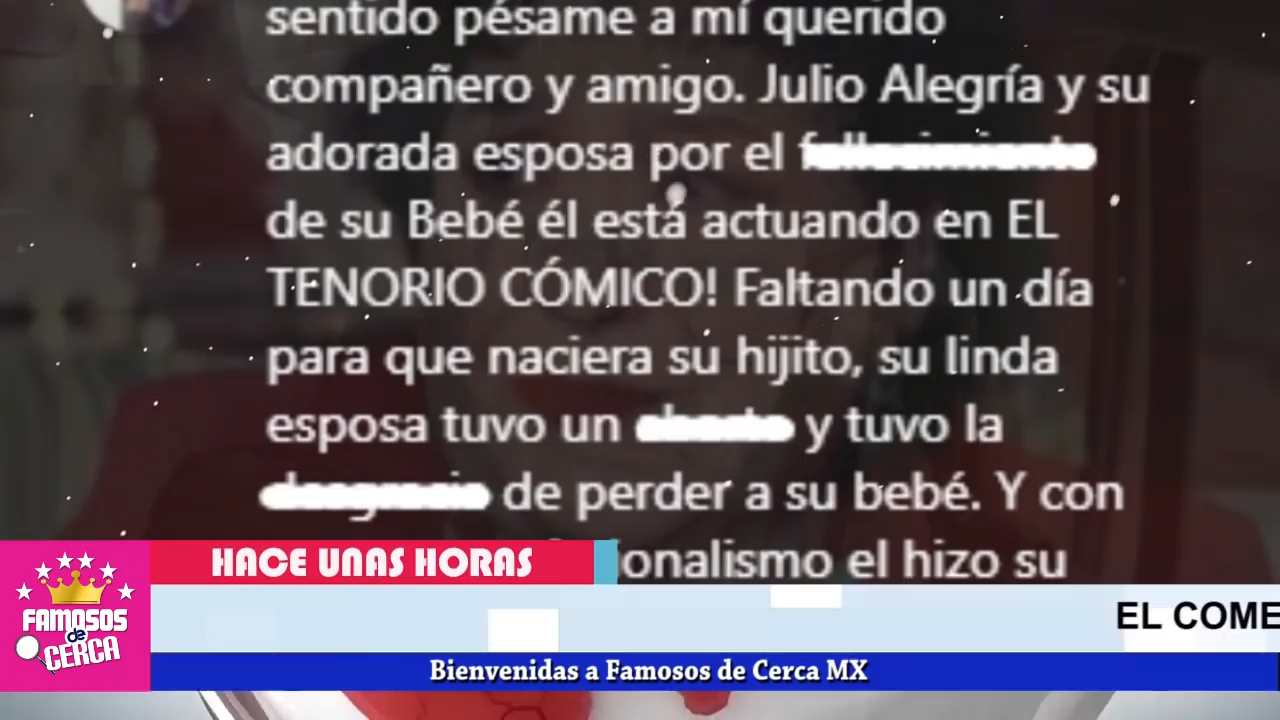 sentido pésame a mí querido
compañero y amigo. Julio Alegría y su
adorada esposa por el
de su Bebé él está actuando en EL
TENORIO CÓMICO! Faltando un día
para que naciera su hijito, su linda
esposa tuvo un y tuvo la
de perder a su bebé. Y con
ionalismo el hizo su
HACE UNAS HORAS
FAMOSOS
de
CERCA
EL COME
Bienvenidas a Famosos de Cerca MX